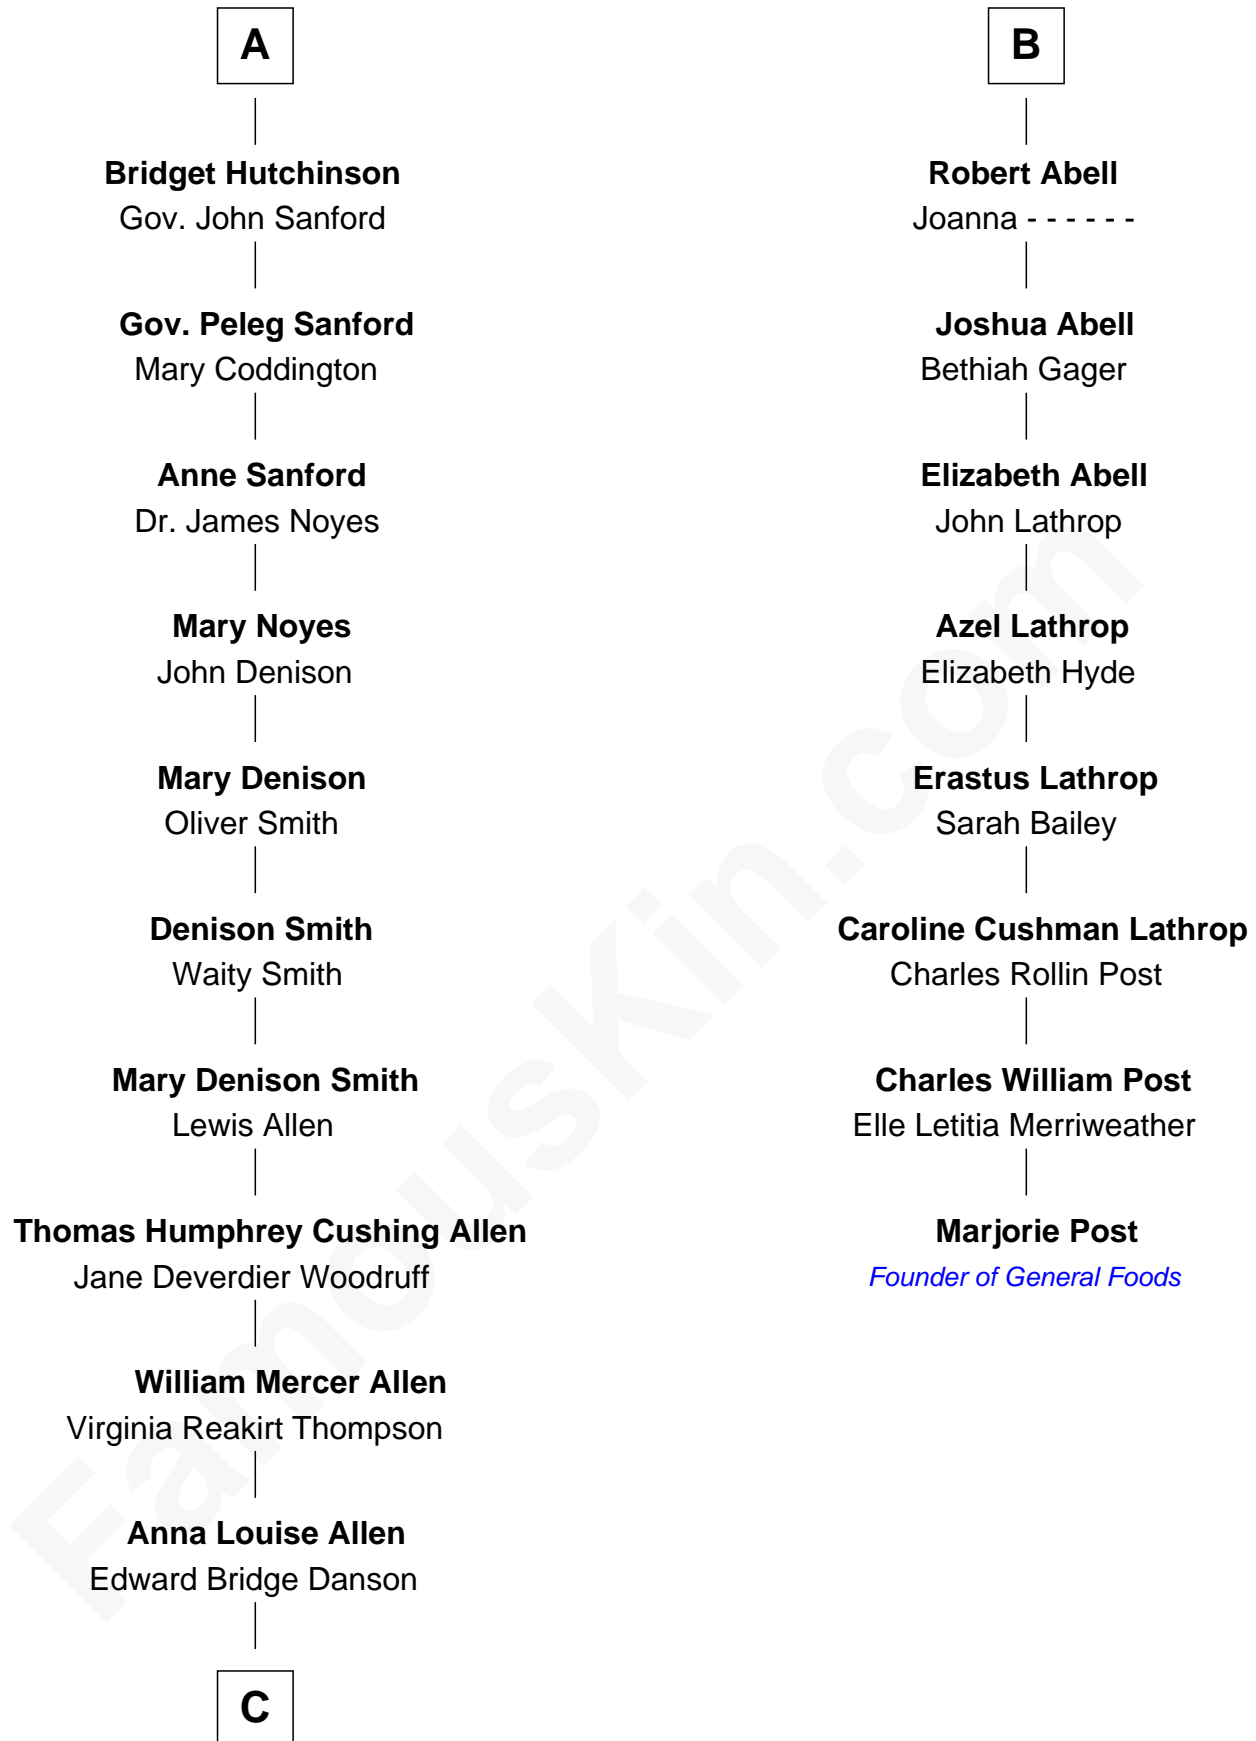 A
Bridget Hutchinson
Gov. John Sanford
Gov. Peleg Sanford
Mary Coddington
Anne Sanford
Dr. James Noyes
Mary Noyes
John Denison
Mary Denison
Oliver Smith
Denison Smith
Waity Smith
Mary Denison Smith
Lewis Allen
Thomas Humphrey Cushing Allen
Jane Deverdier Woodruff
William Mercer Allen
Virginia Reakirt Thompson
Anna Louise Allen
Edward Bridge Danson
C
B
Robert Abell
Joanna - - - - - -
Joshua Abell
Bethiah Gager
Elizabeth Abell
John Lathrop
Azel Lathrop
Elizabeth Hyde
Erastus Lathrop
Sarah Bailey
Caroline Cushman Lathrop
Charles Rollin Post
Charles William Post
Elle Letitia Merriweather
Marjorie Post
Founder of General Foods
FamousKin.com